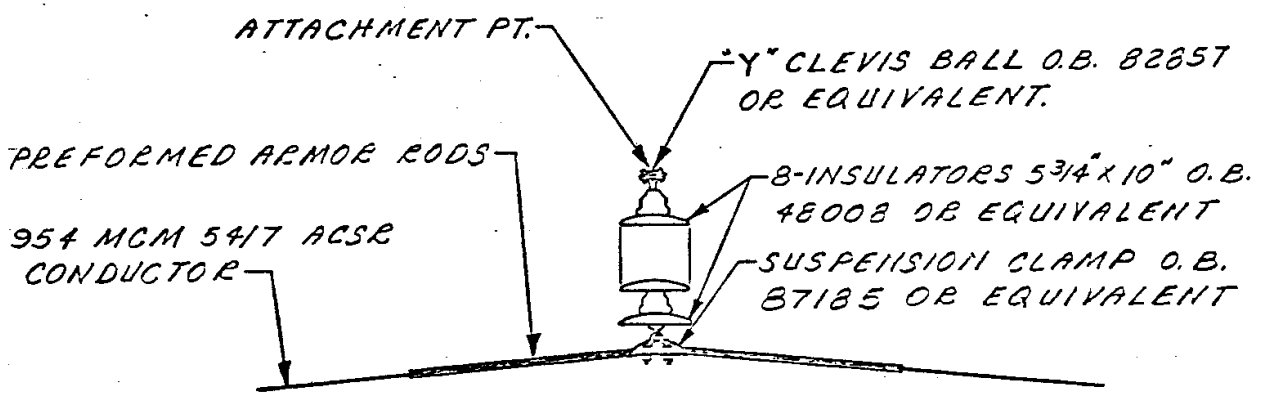 ATTACHMENT PT.
"Y" CLEVIS BALL O.B. 82857
OR EQUIVALENT.
PREFORMED ARMOR RODS
8-INSULATORS 5 3/4" X 10" O.B.
48008 OR EQUIVALENT
954 MCM 54/7 ACSR
CONDUCTOR
SUSPENSION CLAMP O.B.
87185 OR EQUIVALENT